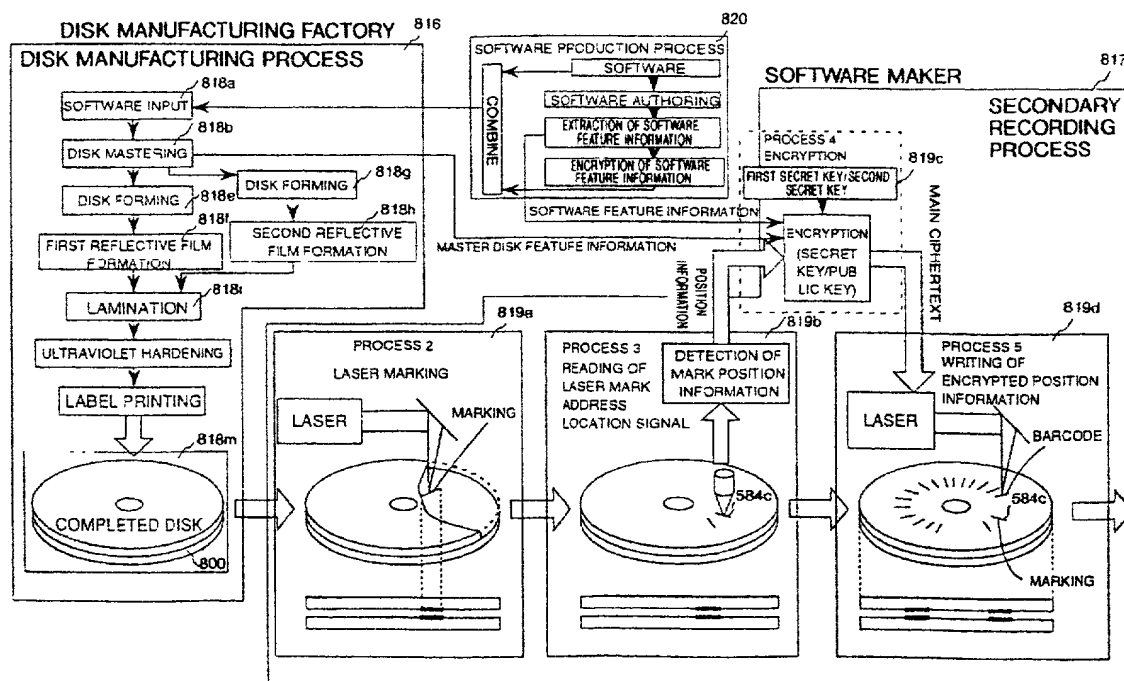 DISK MANUFACTURING FACTORY
816
DISK MANUFACTURING PROCESS
818a
SOFTWARE INPUT
818b
DISK MASTERING
818e
DISK FORMING
818g
DISK FORMING
818f
FIRST REFLECTIVE FILM
FORMATION
818h
SECOND REFLECTIVE
FILM FORMATION
818i
LAMINATION
ULTRAVIOLET HARDENING
LABEL PRINTING
818m
COMPLETED DISK
800
820
SOFTWARE PRODUCTION PROCESS
SOFTWARE
SOFTWARE AUTHORING
EXTRACTION OF SOFTWARE
FEATURE INFORMATION
ENCRYPTION OF SOFTWARE
FEATURE INFORMATION
COMBINE
SOFTWARE FEATURE INFORMATION
MASTER DISK FEATURE INFORMATION
817
SOFTWARE MAKER
SECONDARY
RECORDING
PROCESS
PROCESS 4
ENCRYPTION
819c
FIRST SECRET KEY/SECOND
SECRET KEY
ENCRYPTION
(SECRET
KEY/PUB
LIC KEY)
MAIN CIPHERTEXT
POSITION
INFORMATION
819a
PROCESS 2
LASER MARKING
LASER
MARKING
819b
PROCESS 3
READING OF
LASER MARK
ADDRESS
LOCATION SIGNAL
DETECTION OF
MARK POSITION
INFORMATION
584c
819d
PROCESS 5
WRITING OF
ENCRYPTED POSITION
INFORMATION
LASER
BARCODE
584c
MARKING